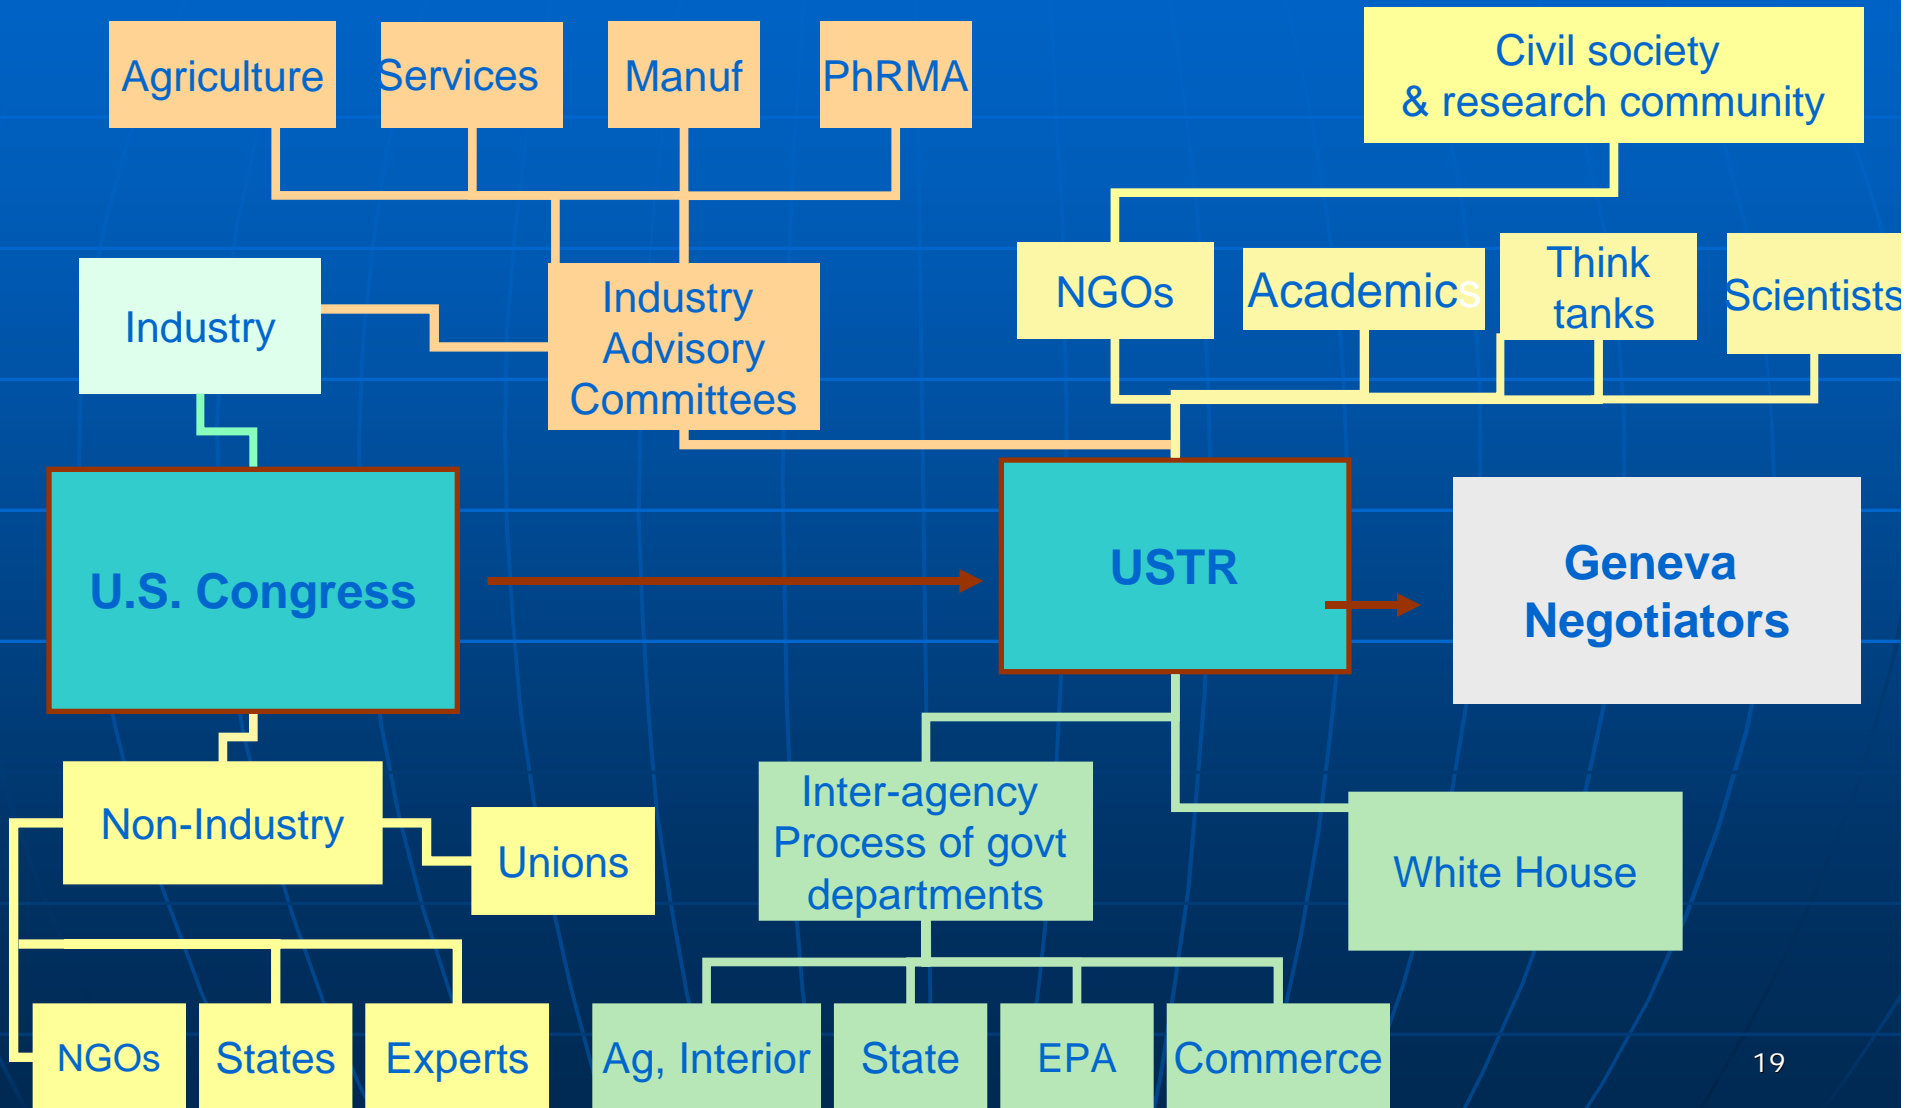 Agriculture
Services
Manuf
PhRMA
Civil society
& research community
Industry
Industry
Advisory
Committees
NGOs
Academics
Think
tanks
Scientists
U.S. Congress
USTR
Geneva
Negotiators
Non-Industry
Unions
Inter-agency
Process of govt
departments
White House
NGOs
States
Experts
Ag, Interior
State
EPA
Commerce
19